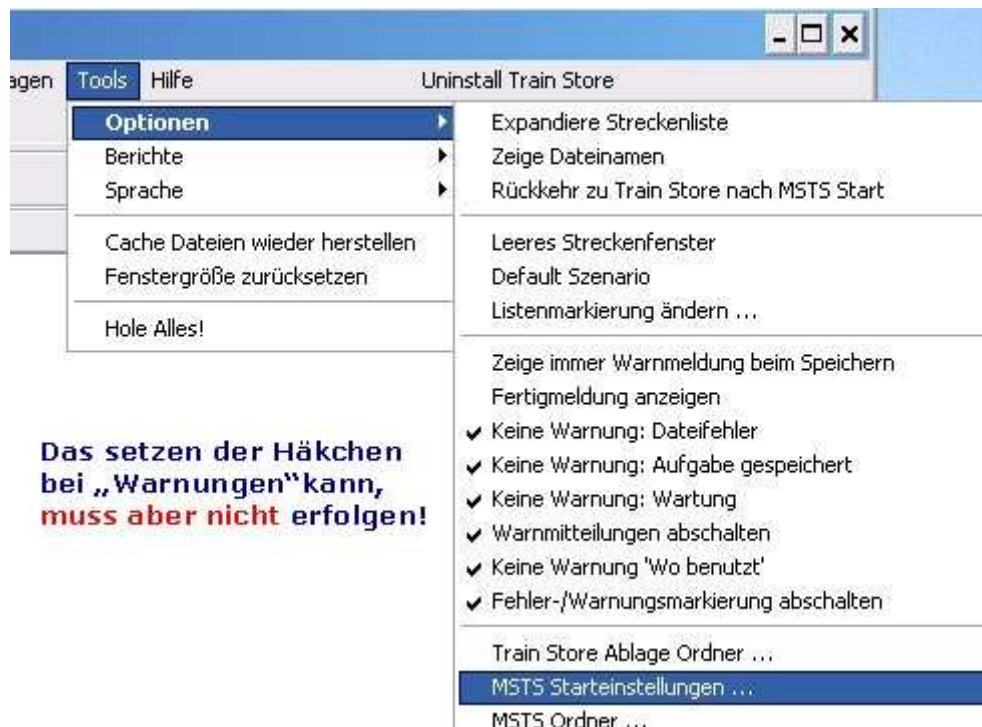 agen Tools Hilfe Uninstall Train Store
Optionen
Berichte
Sprache
Cache Dateien wieder herstellen
Fenstergröße zurücksetzen
Hole Alles!
Expandiere Streckenliste
Zeige Dateinamen
Rückkehr zu Train Store nach MSTS Start
Leeres Streckenfenster
Default Szenario
Listenmarkierung ändern ...
Zeige immer Warnmeldung beim Speichern
Fertigmeldung anzeigen
Keine Warnung: Dateifehler
Keine Warnung: Aufgabe gespeichert
Keine Warnung: Wartung
Warnmitteilungen abschalten
Keine Warnung 'Wo benutzt'
Fehler-/Warnungsmarkierung abschalten
Train Store Ablage Ordner ...
MSTS Starteinstellungen ...
MSTS Ordner ...
Das setzen der Häkchen
bei „Warnungen“kann,
muss aber nicht erfolgen!